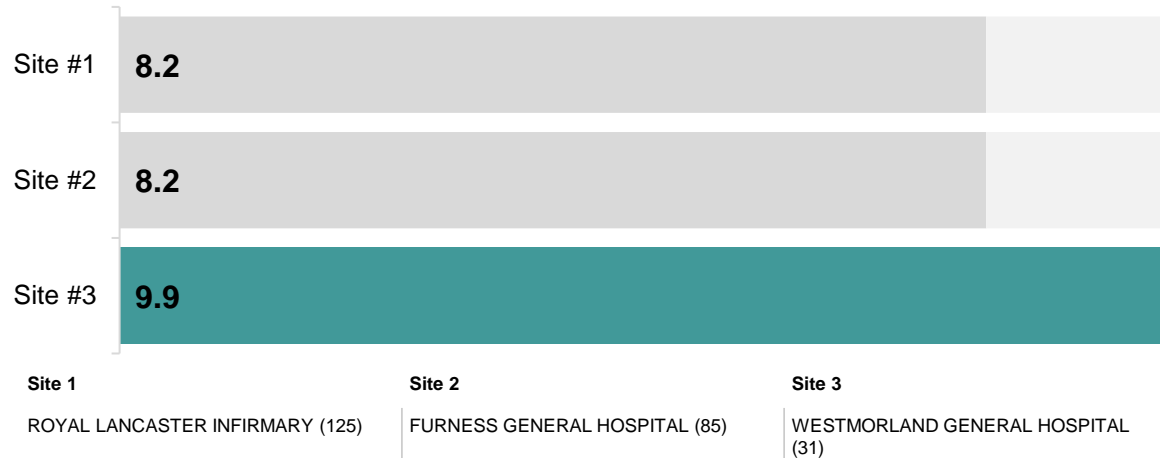 Site #1
8.2
Site #2
8.2
Site #3
9.9
Site 1
Site 2
Site 3
ROYAL LANCASTER INFIRMARY (125)
FURNESS GENERAL HOSPITAL (85)
WESTMORLAND GENERAL HOSPITAL
(31)